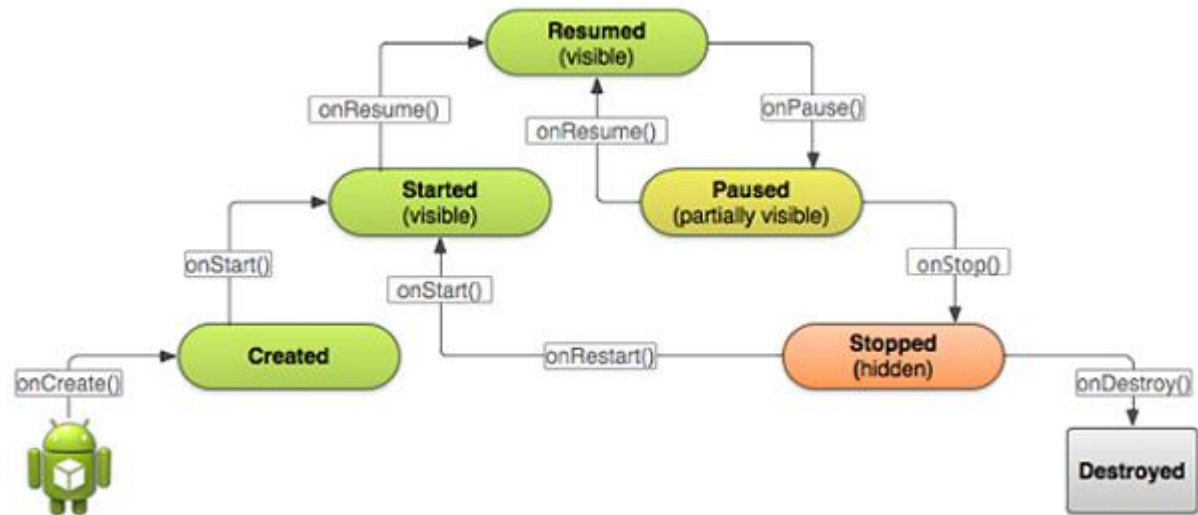 Resumed
(visible)
onResume()
onResume()
onPause()
Started
(visible)
Paused
(partially visible)
onStart()
onStart()
onStop()
Created
onRestart()
Stopped
(hidden)
onCreate()
onDestroy()
Destroyed